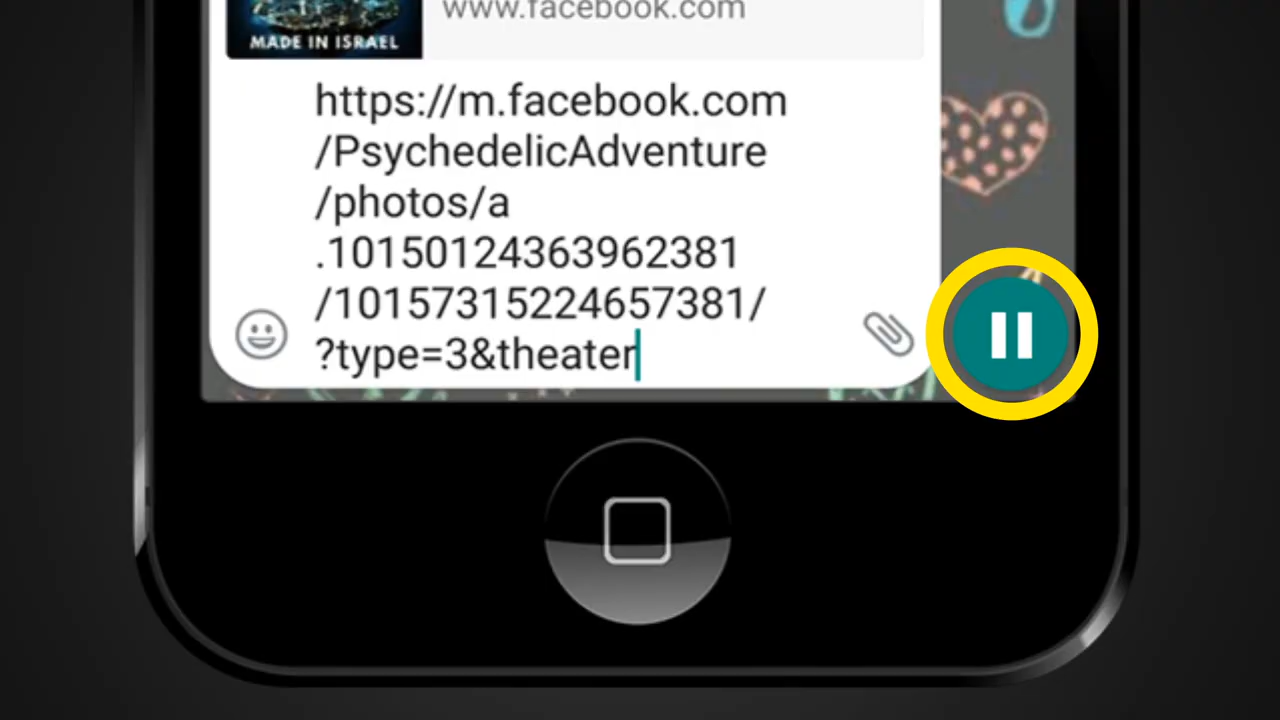 www.facebook.com
MADE IN ISRAEL
https://m.facebook.com
/PsychedelicAdventure
/photos/a
.10150124363962381
/10157315224657381/
?type=3&theater